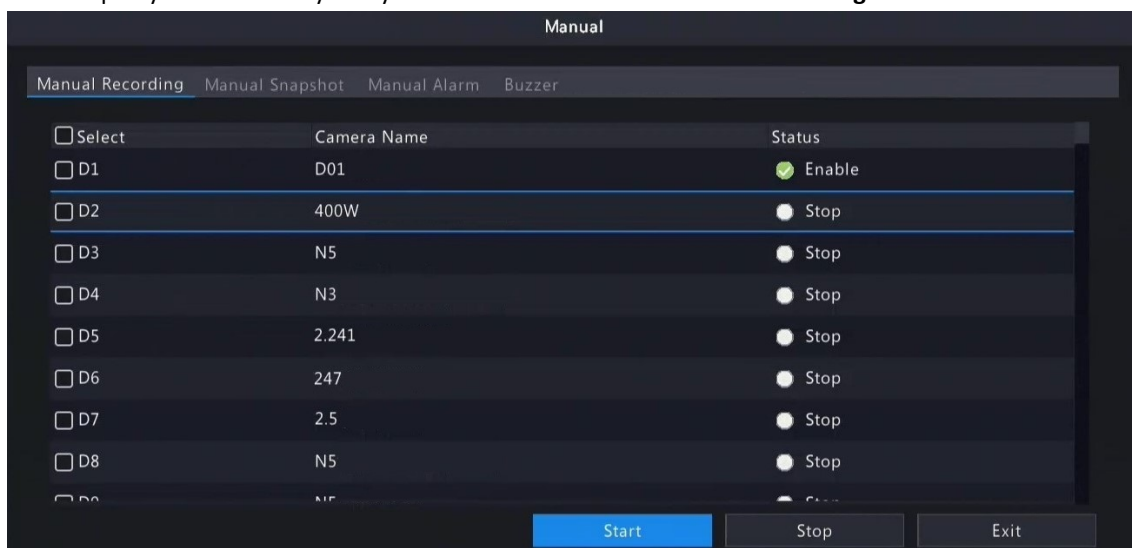 Manual
Manual Recording Manual Snapshot Manual Alarm Buzzer
Select Camera Name Status
D1 D01 Enable
D2 400W Stop
D3 N5 Stop
D4 N3 Stop
D5 2.241 Stop
D6 247 Stop
D7 2.5 Stop
D8 N5 Stop
Start Stop Exit